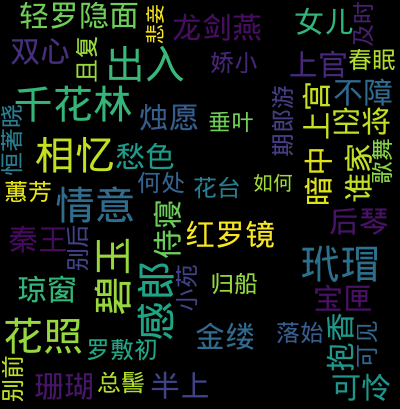 轻罗隐面
悲妾
龙剑燕
女儿
及时
双心
且复
出入
娇小
上官
春眠
千花林
烛愿
垂叶
期郎游
上宫
不障
空将
恒著晓
相忆
愁色
暗中
谁家
歌舞
蕙芳
情意
何处
花台
如何
侍寝
红罗镜
后琴
秦王
别后
碧玉
感郎
小苑
玳瑁
琼窗
归船
宝匣
花照
罗敷初
金缕
落始
抱香
可见
别前
珊瑚
总髻
半上
可怜